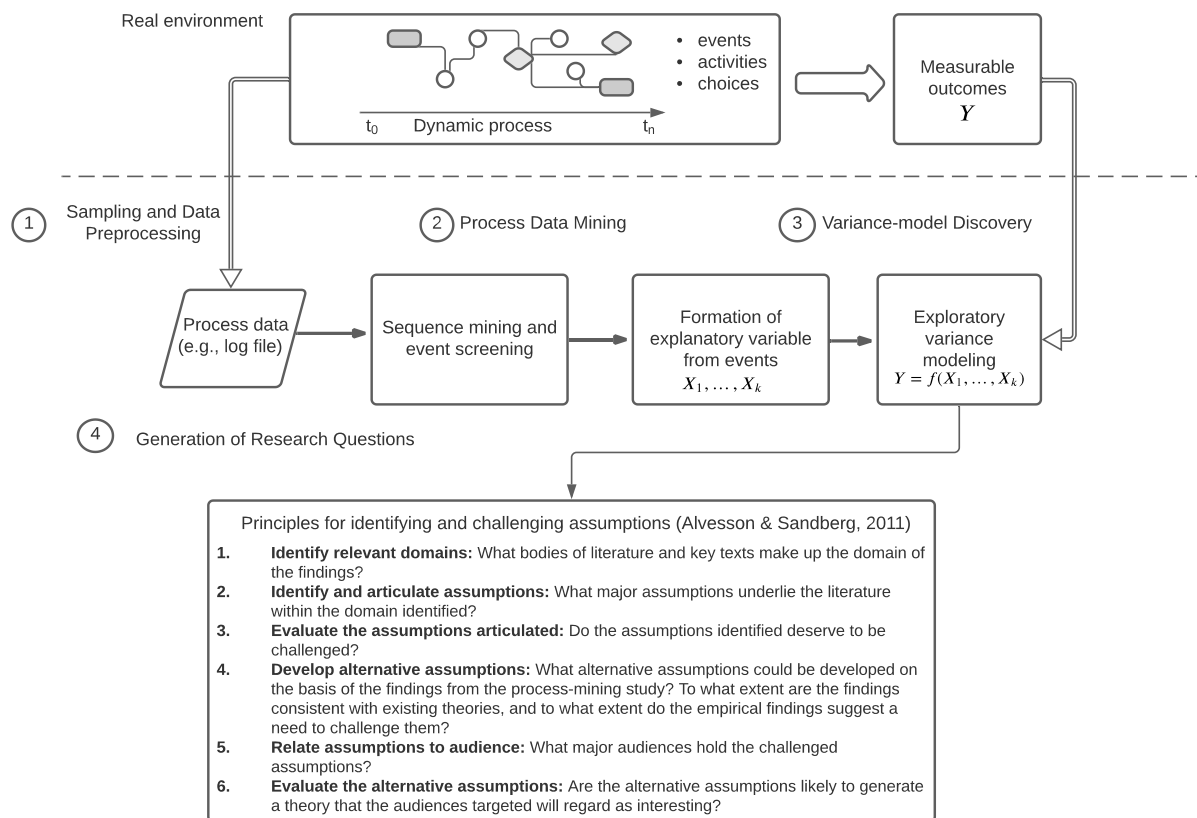 Real environment
• events
• activities
• choices
t0 Dynamic process tn
Measurable
outcomes
Y
1 Sampling and Data
Preprocessing
2 Process Data Mining
3 Variance-model Discovery
Process data
(e.g., log file)
Sequence mining and
event screening
Formation of
explanatory variable
from events
X1, … , Xk
Exploratory
variance
modeling
Y = f(X1, … , Xk)
4 Generation of Research Questions
Principles for identifying and challenging assumptions (Alvesson & Sandberg, 2011)
1. Identify relevant domains: What bodies of literature and key texts make up the domain of
the findings?
2. Identify and articulate assumptions: What major assumptions underlie the literature
within the domain identified?
3. Evaluate the assumptions articulated: Do the assumptions identified deserve to be
challenged?
4. Develop alternative assumptions: What alternative assumptions could be developed on
the basis of the findings from the process-mining study? To what extent are the findings
consistent with existing theories, and to what extent do the empirical findings suggest a
need to challenge them?
5. Relate assumptions to audience: What major audiences hold the challenged
assumptions?
6. Evaluate the alternative assumptions: Are the alternative assumptions likely to generate
a theory that the audiences targeted will regard as interesting?